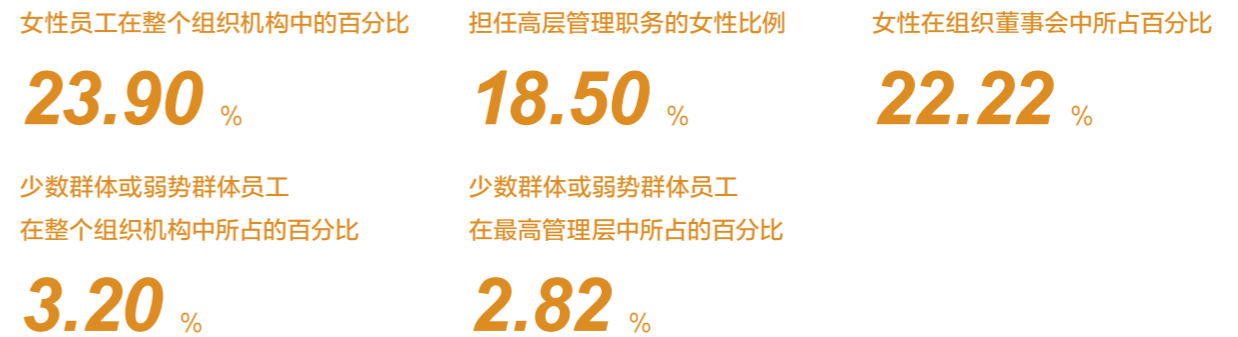 女性员工在整个组织机构中的百分比
23.90 %
担任高层管理职务的女性比例
18.50 %
女性在组织董事会中所占百分比
22.22 %
少数群体或弱势群体员工
在整个组织机构中所占的百分比
3.20 %
少数群体或弱势群体员工
在最高管理层中所占的百分比
2.82 %